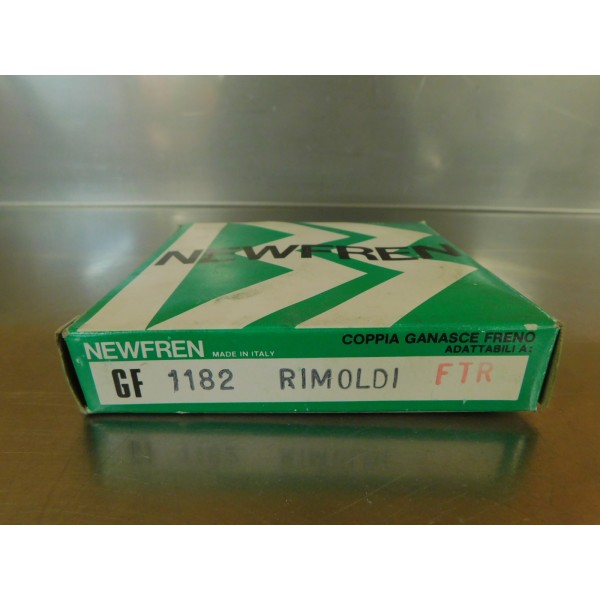 NEWFREN
NEWFREN MADE IN ITALY
COPPIA GANASCE FRENO
ADATTABILI A:
GF 1182 RIMOLDI FTR